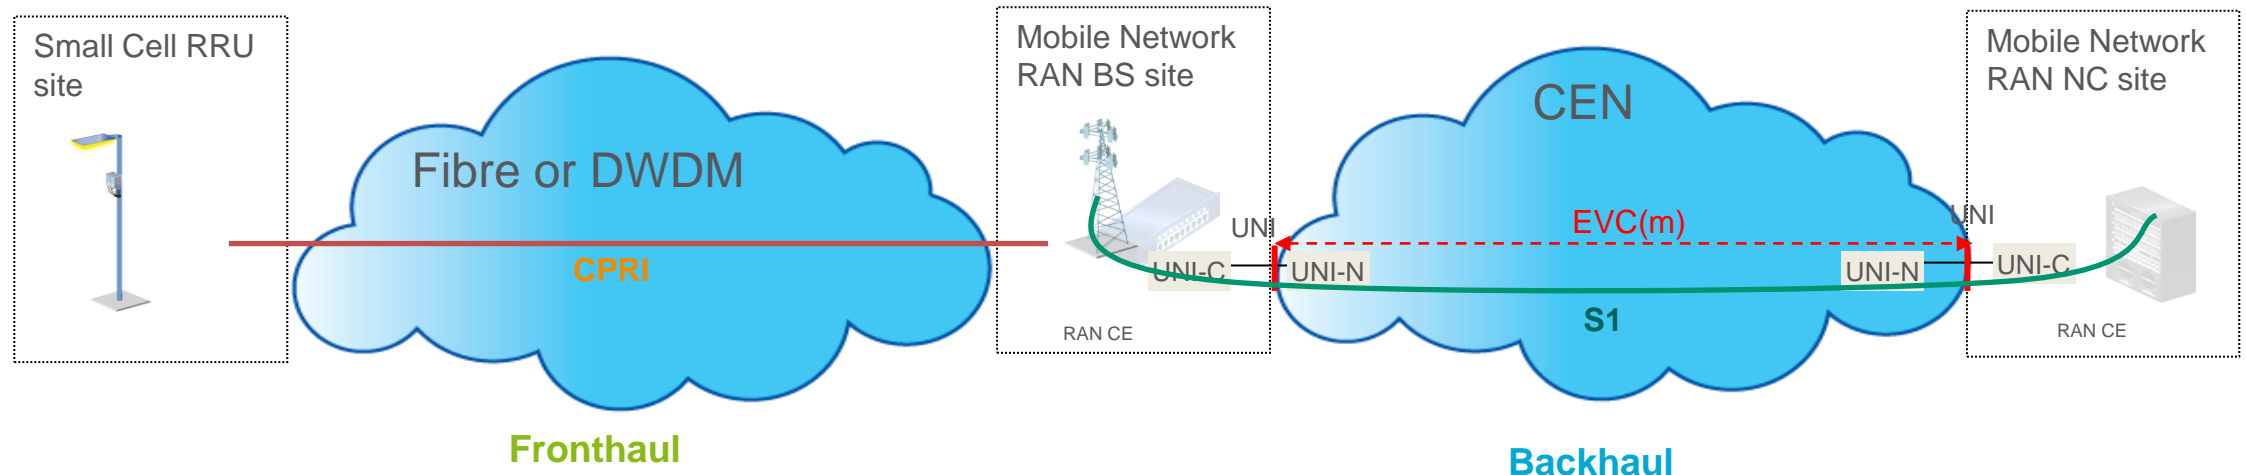 Small Cell RRU
site
Fibre or DWDM
CPRI
Fronthaul
Mobile Network
RAN BS site
UNI
UNI-C
UNI-N
RAN CE
CEN
EVC(m)
S1
Backhaul
Mobile Network
RAN NC site
UNI
UNI-N
UNI-C
RAN CE